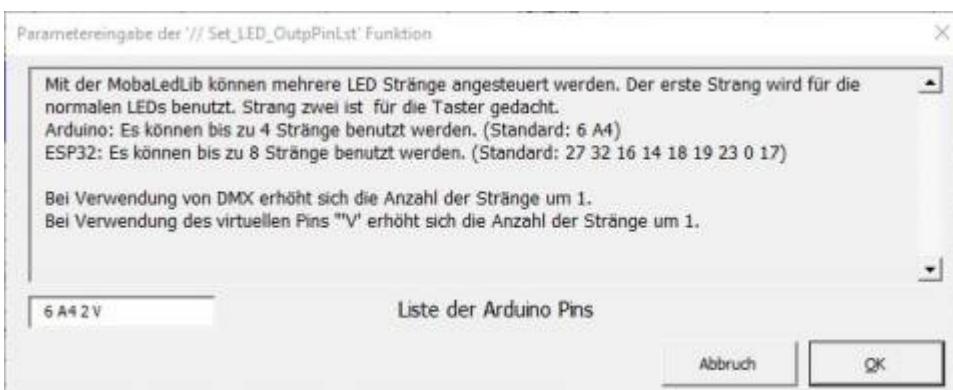 Parametereingabe der '// Set_LED_OutpPinLst' Funktion
Mit der MobaLedLib können mehrere LED Stränge angesteuert werden. Der erste Strang wird für die
normalen LEDs benutzt. Strang zwei ist für die Taster gedacht.
Arduino: Es können bis zu 4 Stränge benutzt werden. (Standard: 6 A4)
ESP32: Es können bis zu 8 Stränge benutzt werden. (Standard: 27 32 16 14 18 19 23 0 17)
Bei Verwendung von DMX erhöht sich die Anzahl der Stränge um 1.
Bei Verwendung des virtuellen Pins "'V' erhöht sich die Anzahl der Stränge um 1.
6 A4 2 V
Liste der Arduino Pins
Abbruch
OK